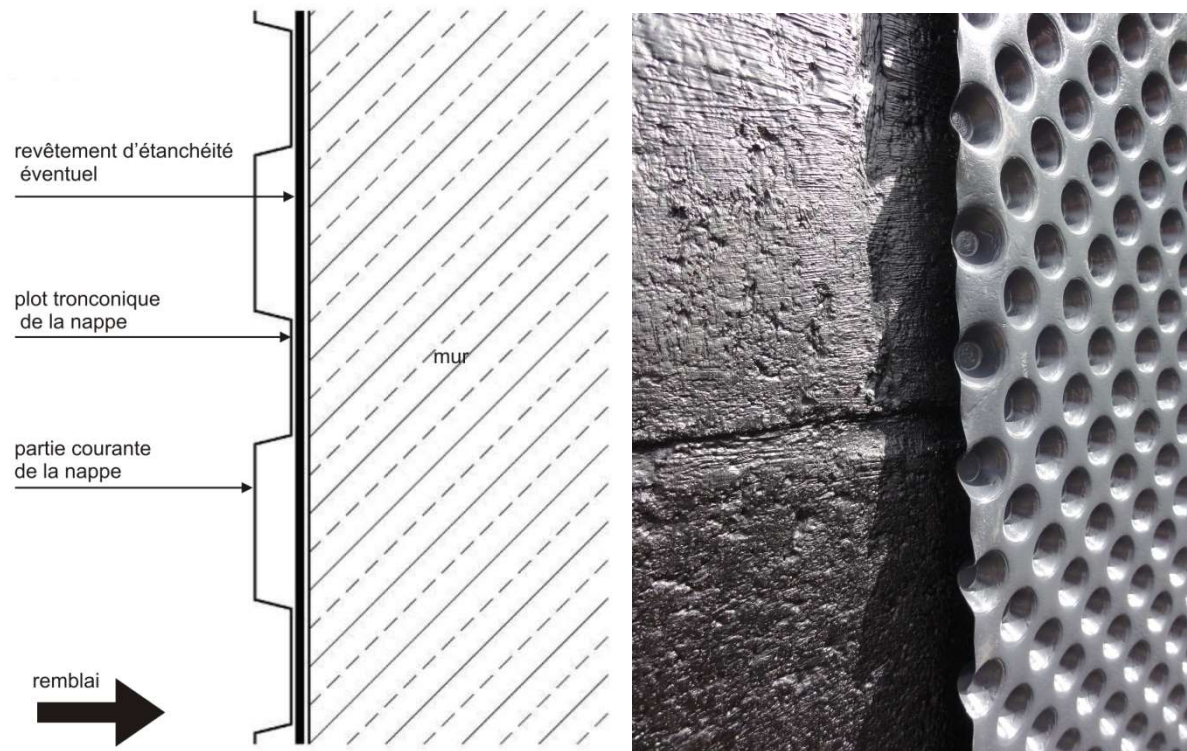 revêtement d'étanchéité
éventuel
plot tronconique
de la nappe
mur
partie courante
de la nappe
remblai